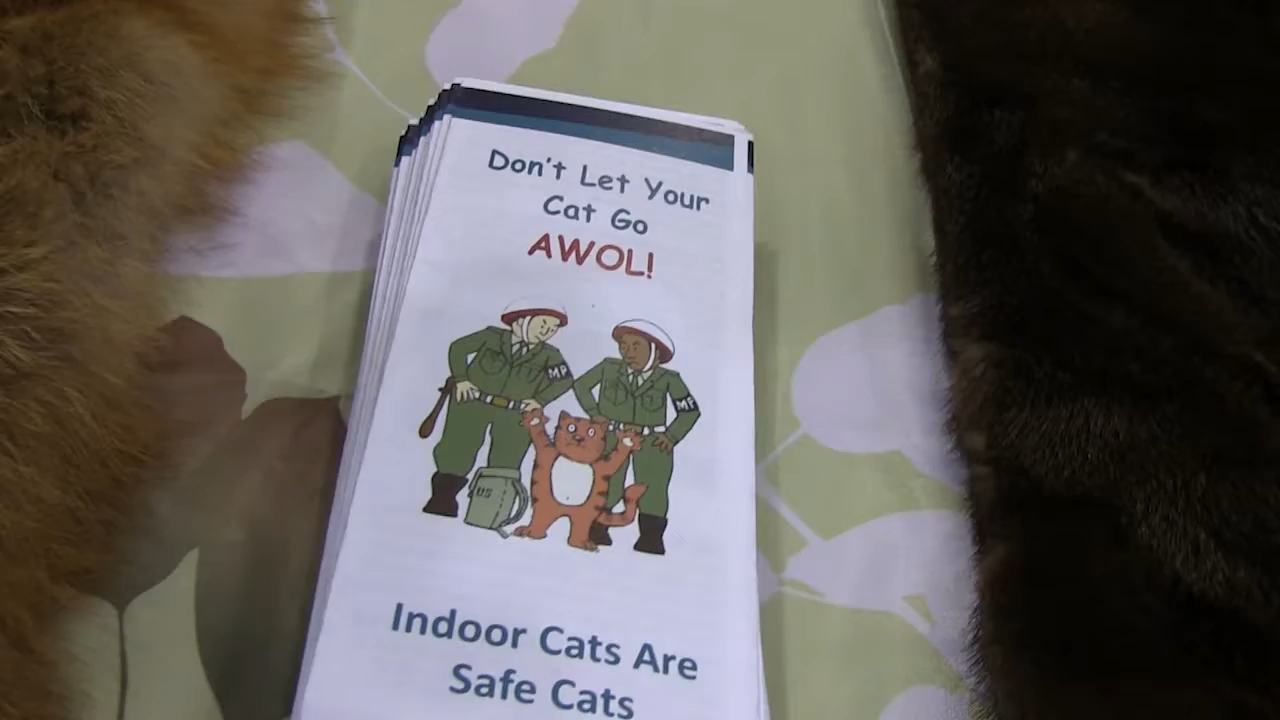 Don't Let Your
Cat Go
AWOL!
MP
MP
US
Indoor Cats Are
Safe Cats